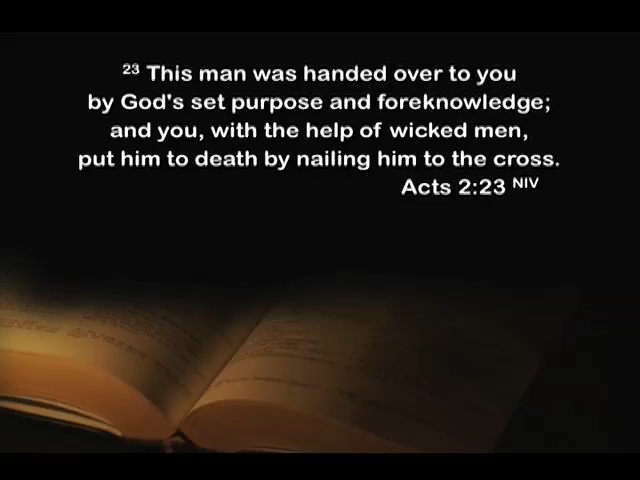 23 This man was handed over to you
by God's set purpose and foreknowledge;
and you, with the help of wicked men,
put him to death by nailing him to the cross.
Acts 2:23 NIV